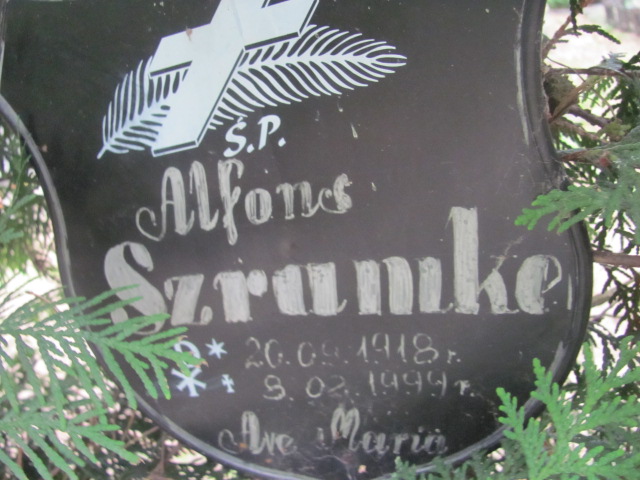 Ś.P.
Alfons
Szramke
20.09.1918 r.
8.02.1999 r.
Ave Maria